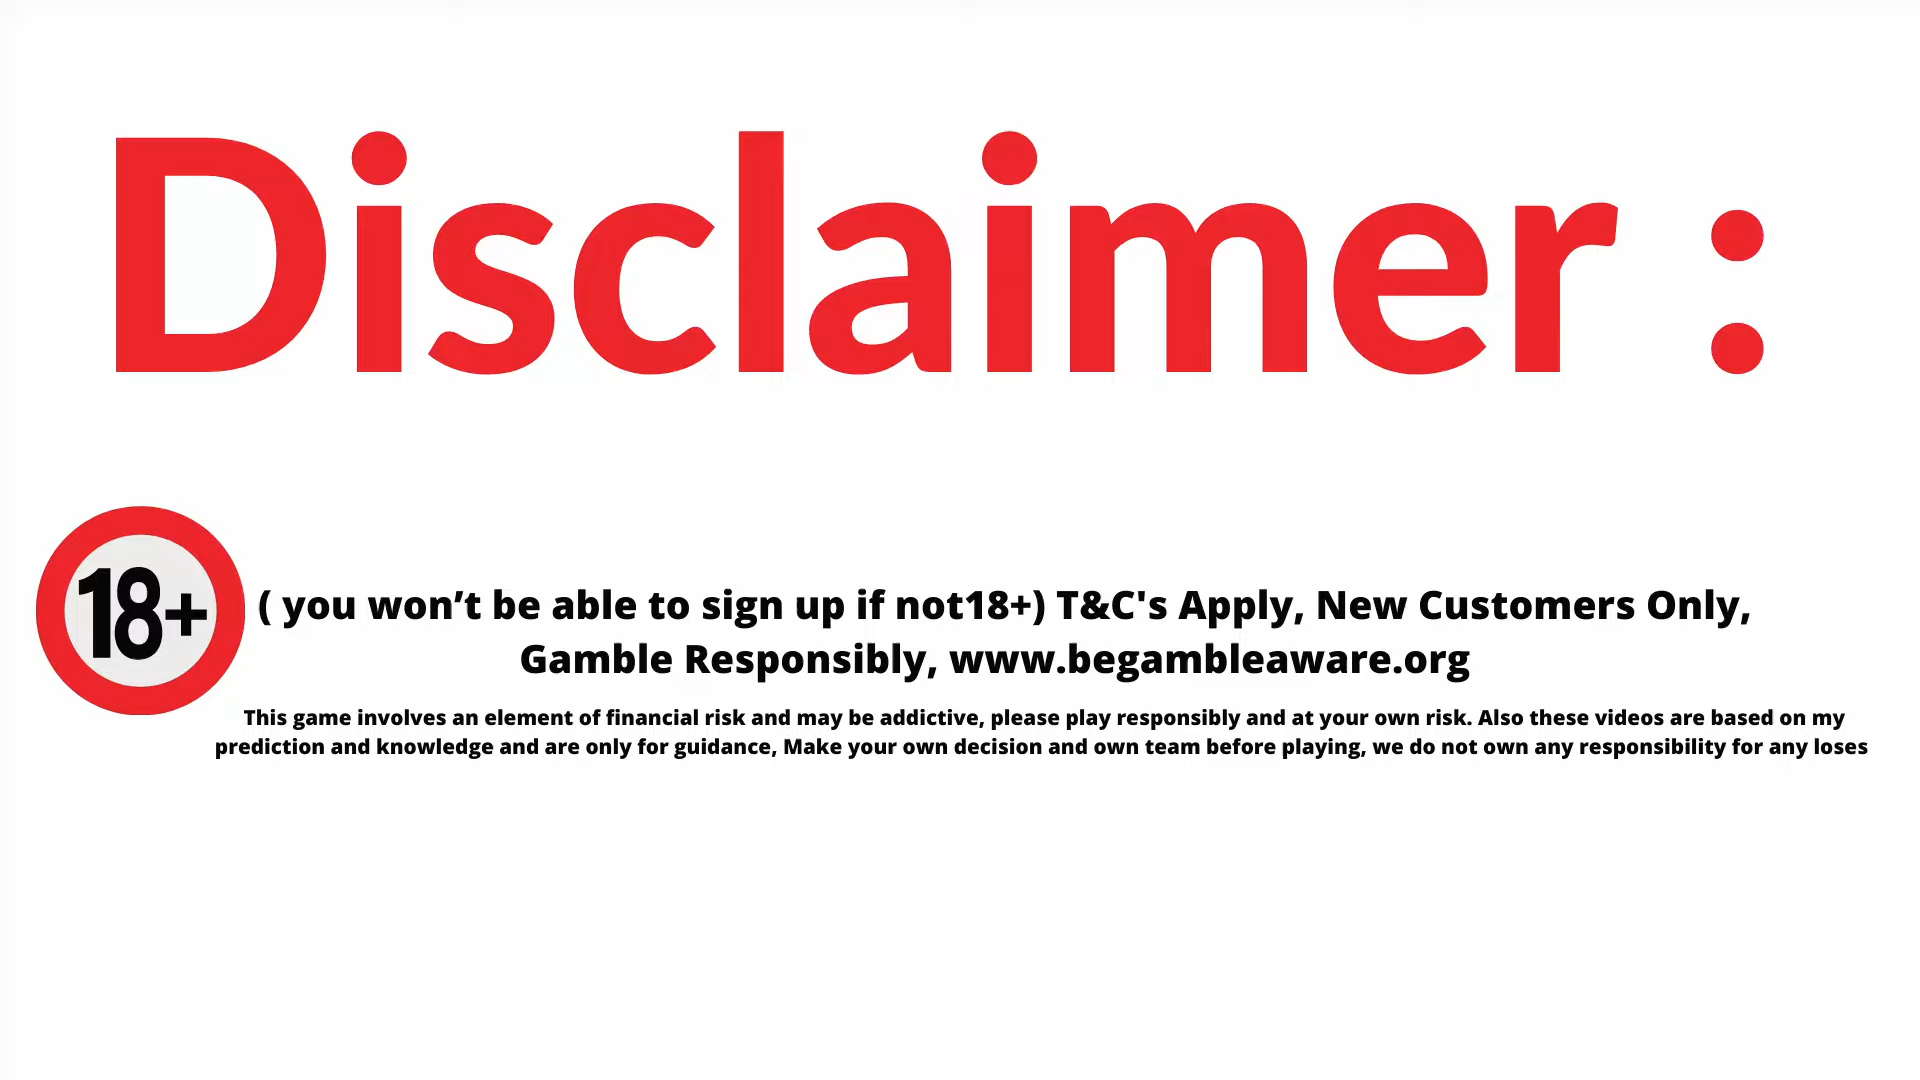 Disclaimer :
18+
( you won’t be able to sign up if not18+) T&C's Apply, New Customers Only,
Gamble Responsibly, www.begambleaware.org
This game involves an element of financial risk and may be addictive, please play responsibly and at your own risk. Also these videos are based on my
prediction and knowledge and are only for guidance, Make your own decision and own team before playing, we do not own any responsibility for any loses